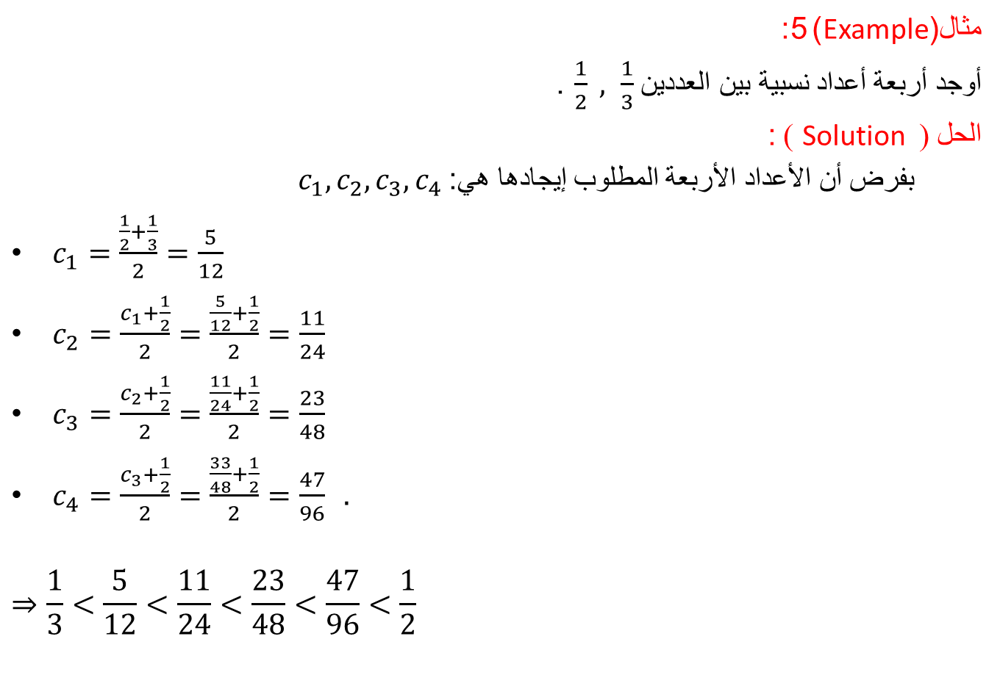 مثال(Example) 5:
أوجد أربعة أعداد نسبية بين العددين 1/3 , 1/2 .
الحل ( Solution ) :
بفرض أن الأعداد الأربعة المطلوب إيجادها هي: c₁, c₂, c₃, c₄
• c₁ = (1/2+1/3)/2 = 5/12
• c₂ = (c₁+1/2)/2 = (5/12+1/2)/2 = 11/24
• c₃ = (c₂+1/2)/2 = (11/24+1/2)/2 = 23/48
• c₄ = (c₃+1/2)/2 = (33/48+1/2)/2 = 47/96 .
⇒ 1/3 < 5/12 < 11/24 < 23/48 < 47/96 < 1/2